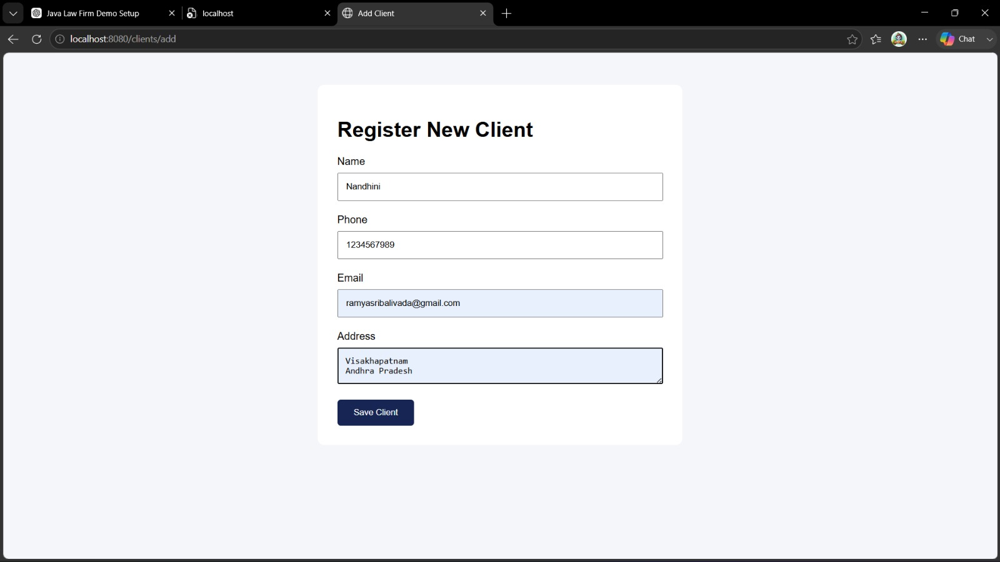 Java Law Firm Demo Setup
localhost
Add Client
localhost:8080/clients/add
Chat
Register New Client
Name
Nandhini
Phone
1234567989
Email
ramyasribalivada@gmail.com
Address
Visakhapatnam
Andhra Pradesh
Save Client